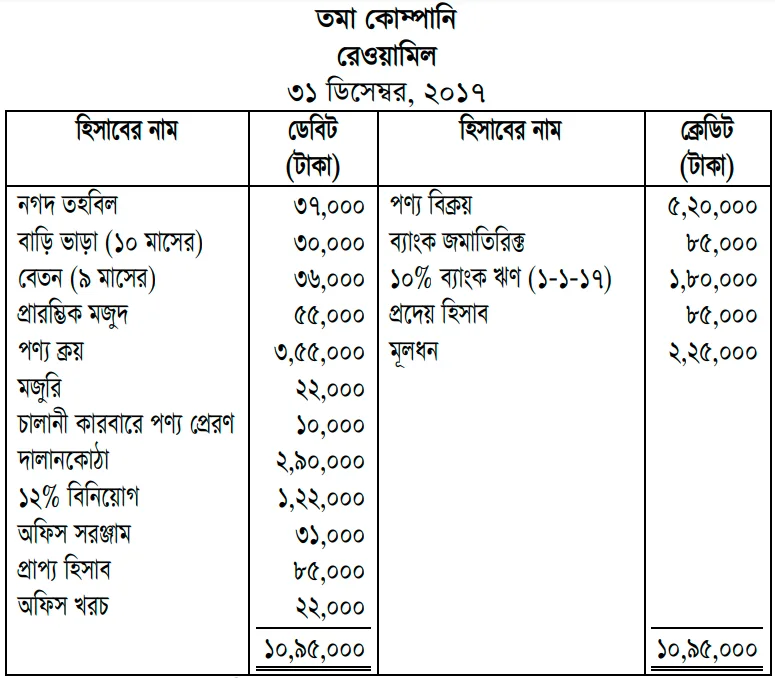 তমা কোম্পানি
রেওয়ামিল
৩১ ডিসেম্বর, ২০১৭
হিসাবের নাম ডেবিট (টাকা) হিসাবের নাম ক্রেডিট (টাকা)
নগদ তহবিল ৩৭,০০০ পণ্য বিক্রয় ৫,২০,০০০
বাড়ি ভাড়া (১০ মাসের) ৩০,০০০ ব্যাংক জমাতিরিক্ত ৮৫,০০০
বেতন (৯ মাসের) ৩৬,০০০ ১০% ব্যাংক ঋণ (১-১-১৭) ১,৮০,০০০
প্রারম্ভিক মজুদ ৫৫,০০০ প্রদেয় হিসাব ৮৫,০০০
পণ্য ক্রয় ৩,৫৫,০০০ মূলধন ২,২৫,০০০
মজুরি ২২,০০০
চালানী কারবারে পণ্য প্রেরণ ১০,০০০
দালানকোঠা ২,৯০,০০০
১২% বিনিয়োগ ১,২২,০০০
অফিস সরঞ্জাম ৩১,০০০
প্রাপ্য হিসাব ৮৫,০০০
অফিস খরচ ২২,০০০
১০,৯৫,০০০ ১০,৯৫,০০০